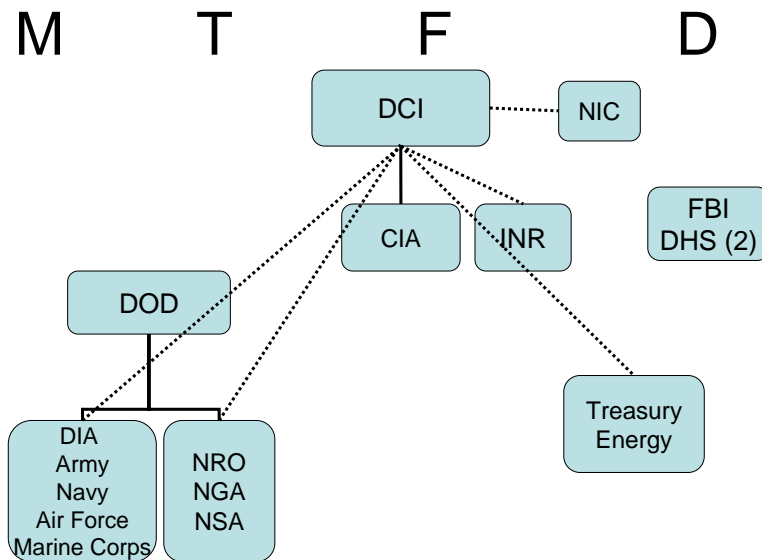 M T F D
DCI
NIC
CIA
INR
FBI
DHS (2)
DOD
Treasury
Energy
DIA
Army
Navy
Air Force
Marine Corps
NRO
NGA
NSA